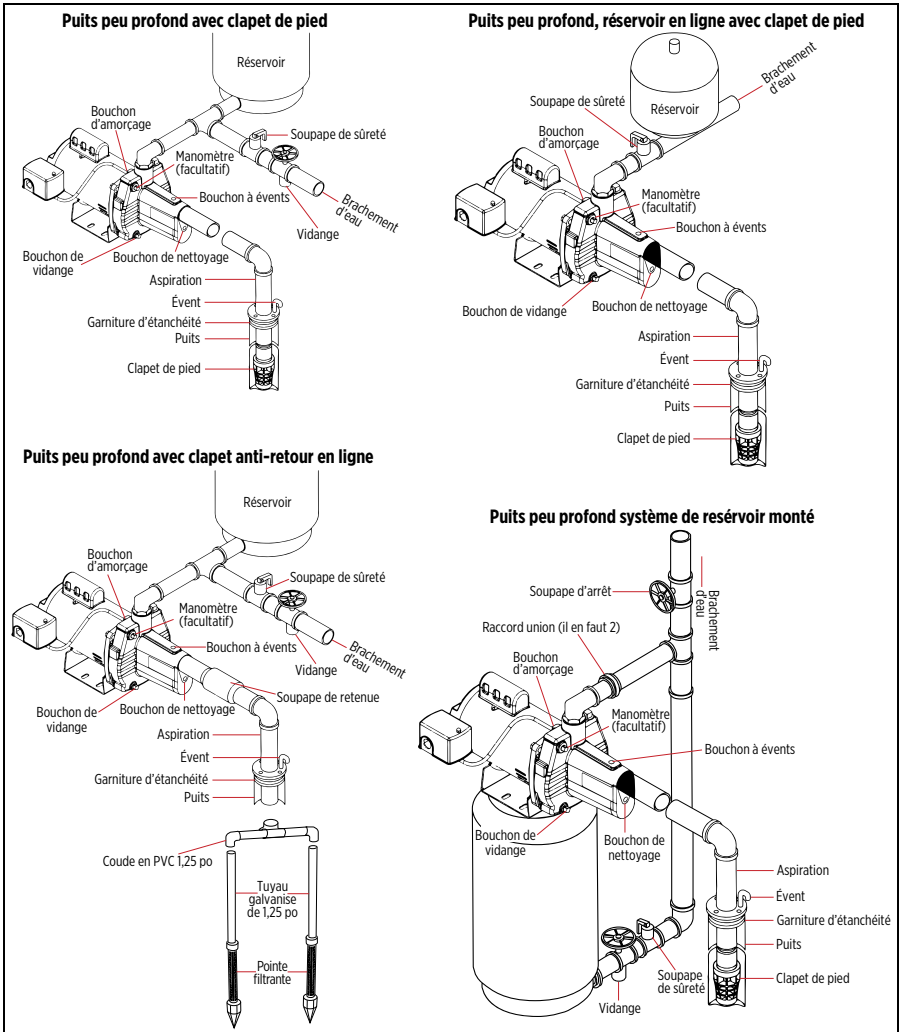 Puits peu profond avec clapet de pied
Réservoir
Bouchon
d'amorçage
Soupape de sûreté
Manomètre
(facultatif)
Bouchon à évents
Brachement
d'eau
Vidange
Bouchon de
vidange
Bouchon de nettoyage
Aspiration
Évent
Garniture d'étanchéité
Puits
Clapet de pied
Puits peu profond, réservoir en ligne avec clapet de pied
Brachement
d'eau
Soupape de sûreté
Réservoir
Bouchon
d'amorçage
Manomètre
(facultatif)
Bouchon à évents
Bouchon de vidange
Bouchon de nettoyage
Aspiration
Évent
Garniture d'étanchéité
Puits
Clapet de pied
Puits peu profond avec clapet anti-retour en ligne
Réservoir
Bouchon
d'amorçage
Soupape de sûreté
Manomètre
(facultatif)
Bouchon à évents
Brachement
d'eau
Vidange
Soupape de retenue
Bouchon de
vidange
Bouchon de nettoyage
Aspiration
Évent
Garniture d'étanchéité
Puits
Coude en PVC 1,25 po
Tuyau
galvanise
de 1,25 po
Pointe
filtrante
Puits peu profond système de resérvoir monté
Soupape d'arrêt
Brachement
d'eau
Raccord union (il en faut 2)
Bouchon
d'amorçage
Manomètre
(facultatif)
Bouchon à évents
Bouchon de
vidange
Bouchon de
nettoyage
Aspiration
Évent
Garniture d'étanchéité
Puits
Clapet de pied
Soupape
de sûreté
Vidange